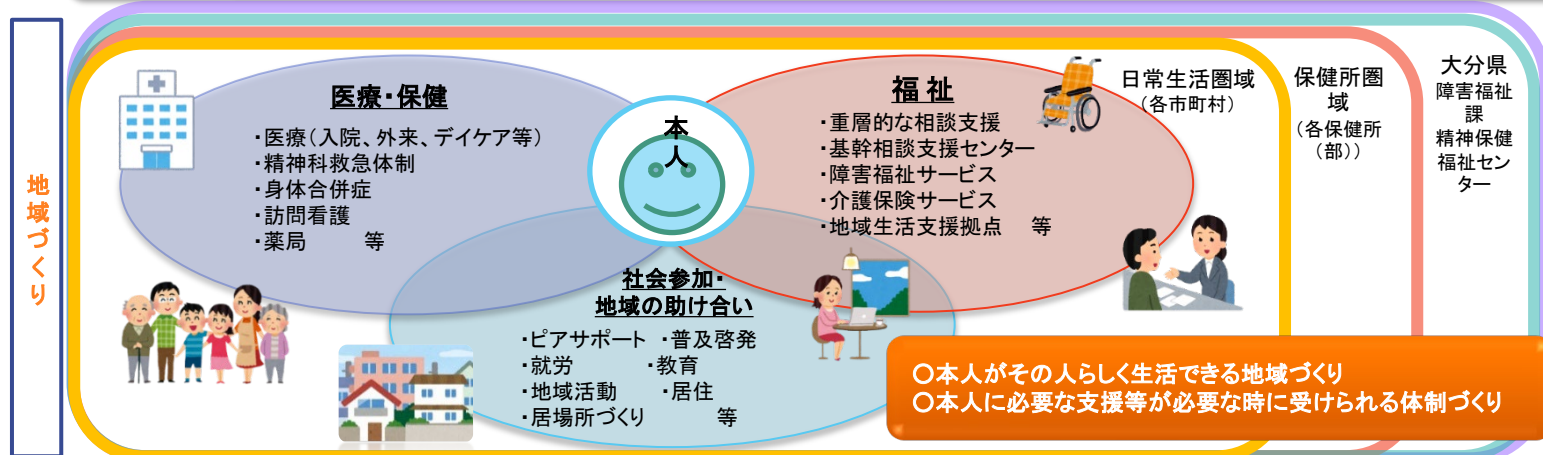 地域づくり
医療・保健
・医療（入院、外来、デイケア等）
・精神科救急体制
・身体合併症
・訪問看護
・薬局　　等
本人
福 祉
・重層的な相談支援
・基幹相談支援センター
・障害福祉サービス
・介護保険サービス
・地域生活支援拠点　等
社会参加・
地域の助け合い
・ピアサポート ・普及啓発
・就労　　　　・教育
・地域活動　　・居住
・居場所づくり　　　等
日常生活圏域
（各市町村）
保健所圏
域
（各保健所
（部））
大分県
障害福祉
課
精神保健
福祉セン
ター
〇本人がその人らしく生活できる地域づくり
〇本人に必要な支援等が必要な時に受けられる体制づくり